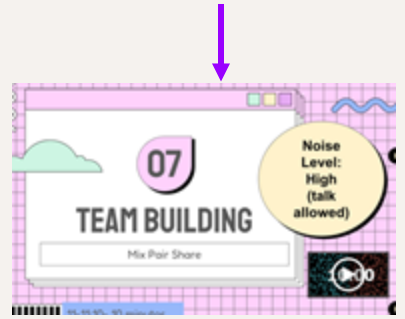 07
TEAM BUILDING
Mix Pair Share
Noise
Level:
High
(talk
allowed)